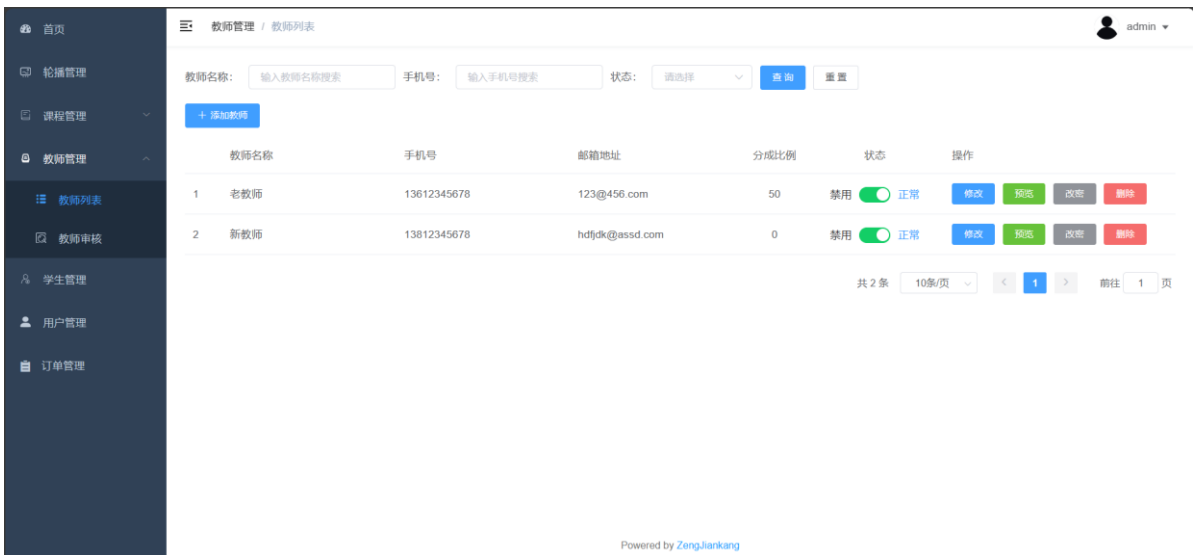 首页
轮播管理
课程管理
教师管理
教师列表
教师审核
学生管理
用户管理
订单管理
教师管理 / 教师列表
admin
教师名称: 输入教师名称搜索 手机号: 输入手机号搜索 状态: 请选择 查询 重置
+ 添加教师
教师名称 手机号 邮箱地址 分成比例 状态 操作
1 老教师 13612345678 123@456.com 50 禁用 正常 修改 预览 改密 删除
2 新教师 13812345678 hdfjdk@assd.com 0 禁用 正常 修改 预览 改密 删除
共 2 条 10条/页 < 1 > 前往 1 页
Powered by ZengJiankang